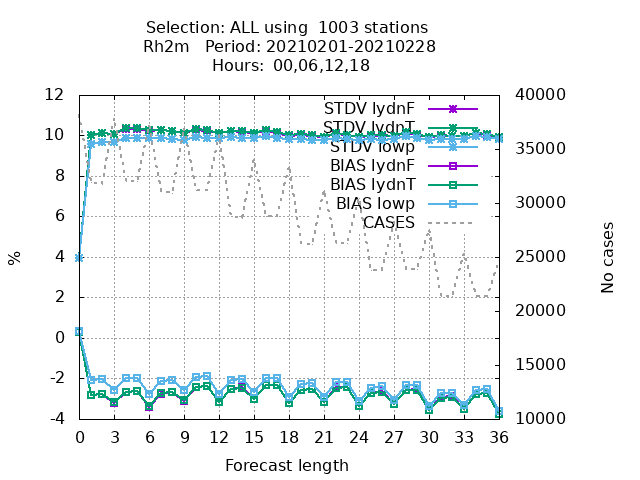 Selection: ALL using  1003 stations
Rh2m   Period: 20210201-20210228
Hours:  00,06,12,18
STDV lydnF
STDV lydnT
STDV lowp
BIAS lydnF
BIAS lydnT
BIAS lowp
CASES
12
10
8
6
4
2
0
-2
-4
%
40000
35000
30000
25000
20000
15000
10000
No cases
0 3 6 9 12 15 18 21 24 27 30 33 36
Forecast length